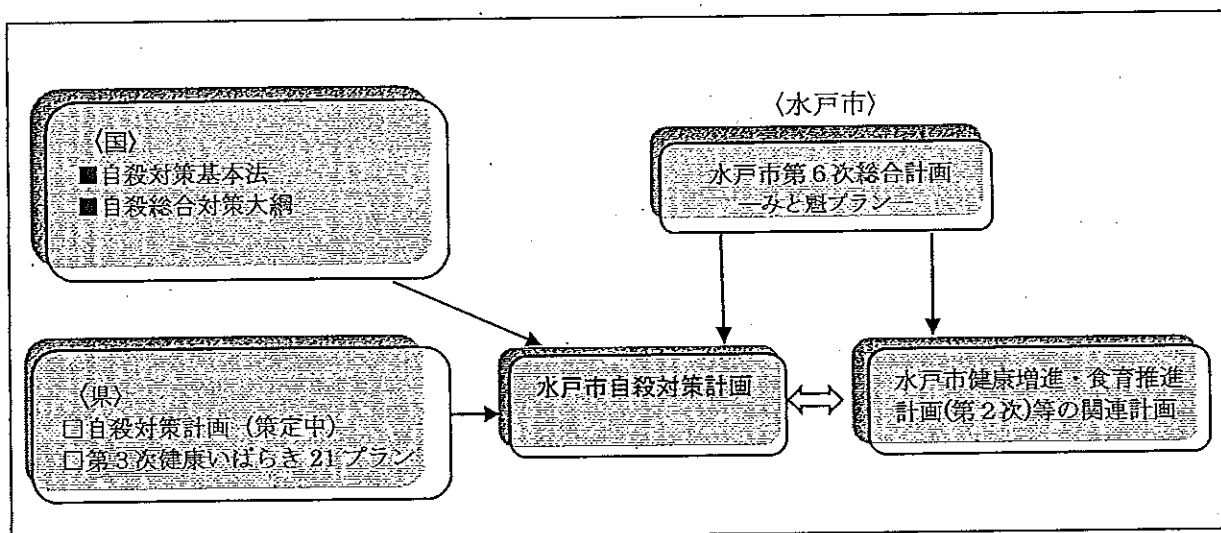 〈国〉
■自殺対策基本法
■自殺総合対策大綱
〈水戸市〉
水戸市第6次総合計画
―みと魁プラン―
〈県〉
□自殺対策計画(策定中)
□第3次健康いばらき21プラン
水戸市自殺対策計画
水戸市健康増進・食育推進
計画(第2次)等の関連計画